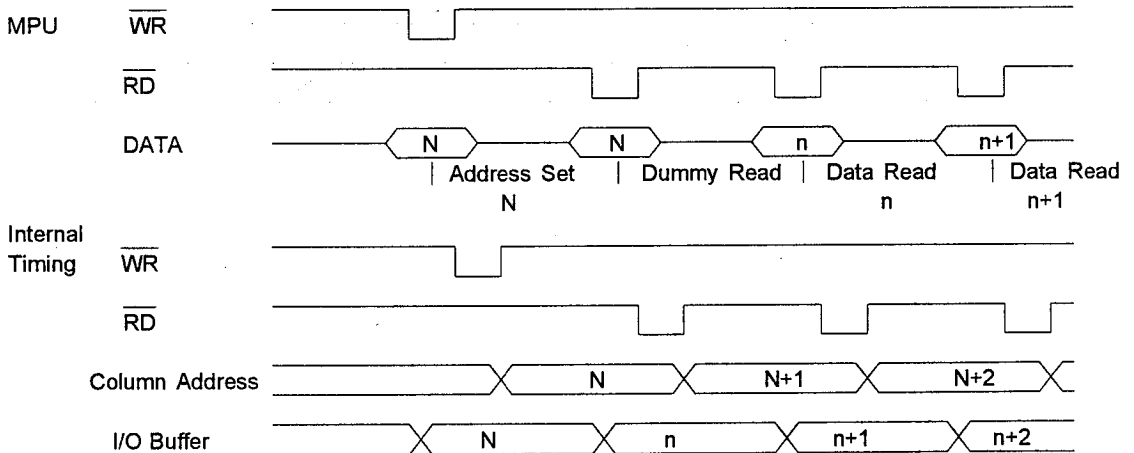 MPU WR
RD
DATA N N n n+1
| Address Set | Dummy Read | Data Read | Data Read
N n n+1
Internal
Timing WR
RD
Column Address N N+1 N+2
I/O Buffer N n n+1 n+2